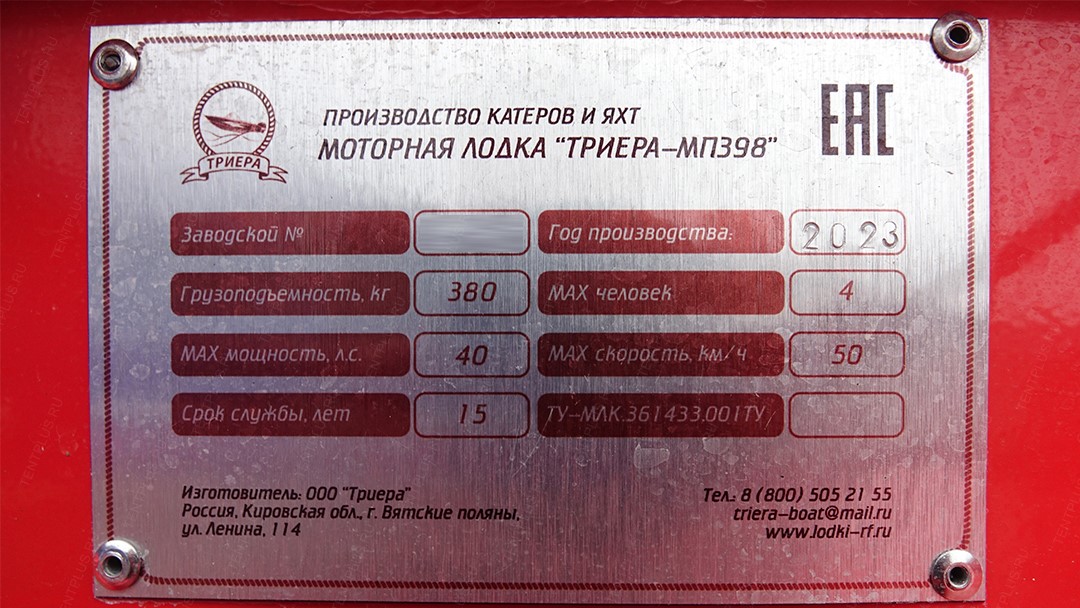 ТРИЕРА
ПРОИЗВОДСТВО КАТЕРОВ И ЯХТ
МОТОРНАЯ ЛОДКА "ТРИЕРА-МП398"
EAC
Заводской № Год производства: 2023
Грузоподъемность, кг 380 MAX человек 4
MAX мощность, л.с. 40 MAX скорость, км/ч 50
Срок службы, лет 15 ТУ-МЛК.361433.001ТУ
Изготовитель: ООО "Триера"
Россия, Кировская обл., г. Вятские поляны,
ул. Ленина, 114
Тел.: 8 (800) 505 21 55
triera-boat@mail.ru
www.lodki-rf.ru
TENTPLUS.RU